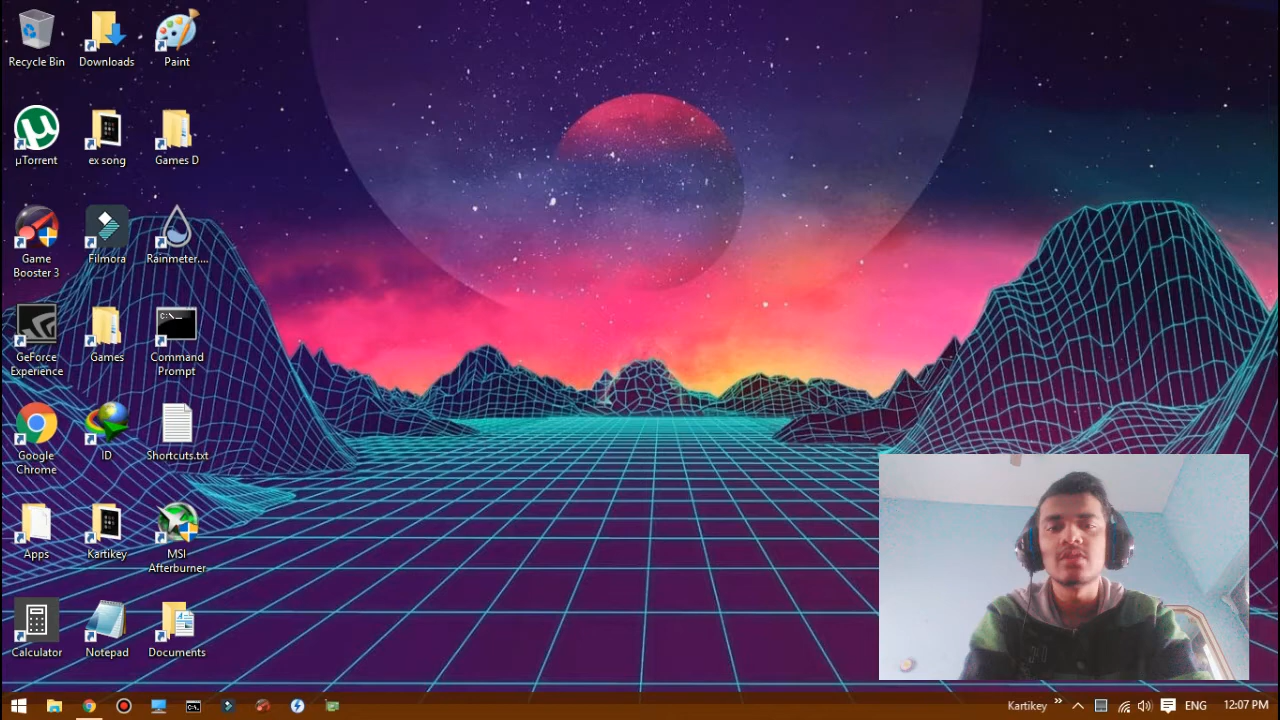 Recycle Bin
Downloads
Paint
µTorrent
ex song
Games D
Game
Booster 3
Filmora
Rainmeter....
GeForce
Experience
Games
Command
Prompt
Google
Chrome
ID
Shortcuts.txt
Apps
Kartikey
MSI
Afterburner
Calculator
Notepad
Documents
Kartikey
ENG
12:07 PM